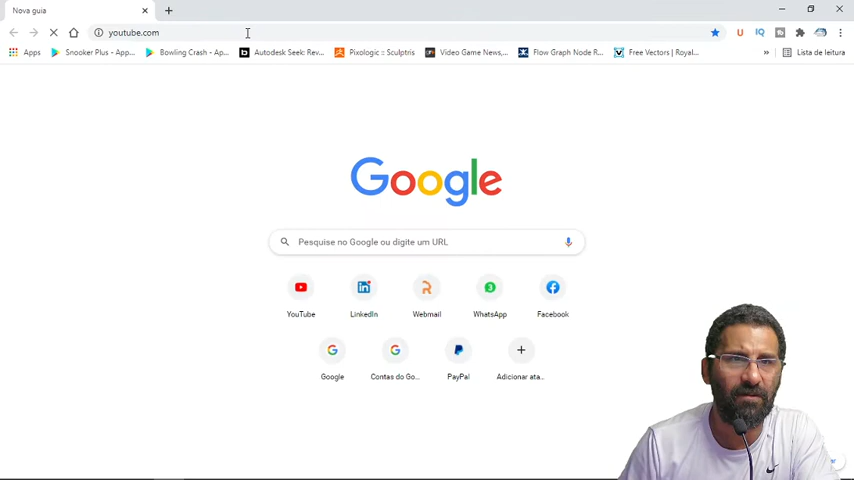 Nova guia
youtube.com
Apps Snooker Plus - App... Bowling Crash - Ap... Autodesk Seek: Rev... Pixologic :: Sculptris Video Game News,... Flow Graph Node R... Free Vectors | Royal... » Lista de leitura
Google
Pesquise no Google ou digite um URL
YouTube LinkedIn Webmail WhatsApp Facebook
Google Contas do Go... PayPal Adicionar ata...